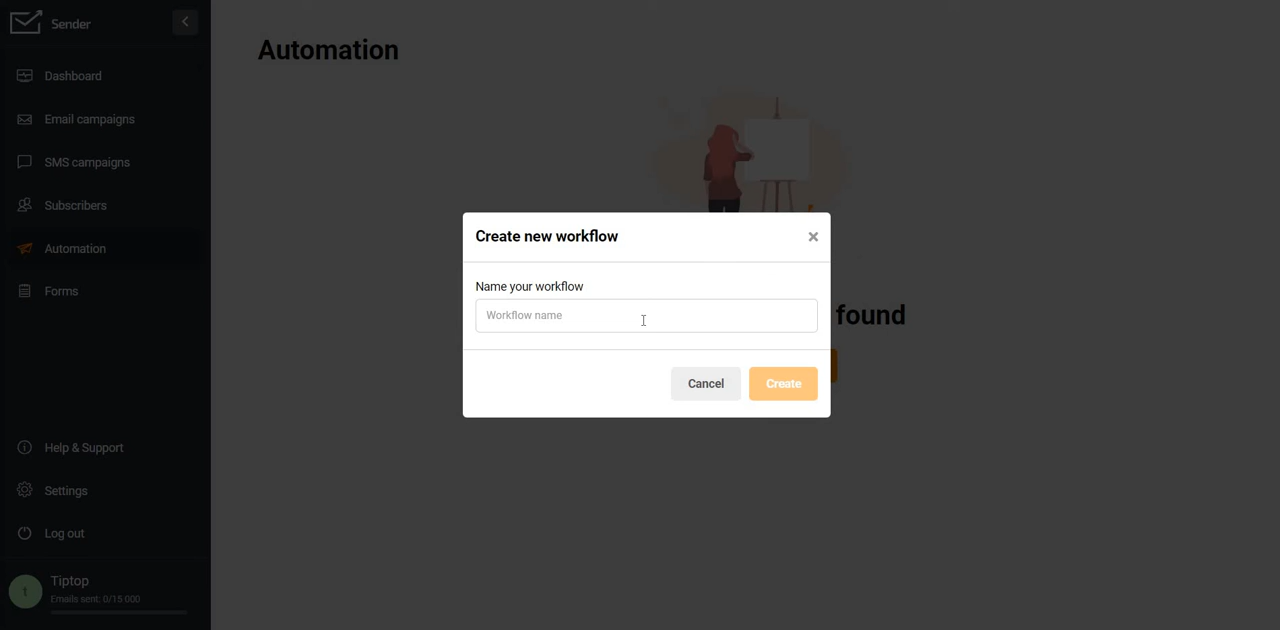 Sender
Dashboard
Email campaigns
SMS campaigns
Subscribers
Automation
Forms
Help & Support
Settings
Log out
1
Tiptop
Emails sent: 0/15 000
Automation
found
Create new workflow
Name your workflow
Workflow name
Cancel
Create